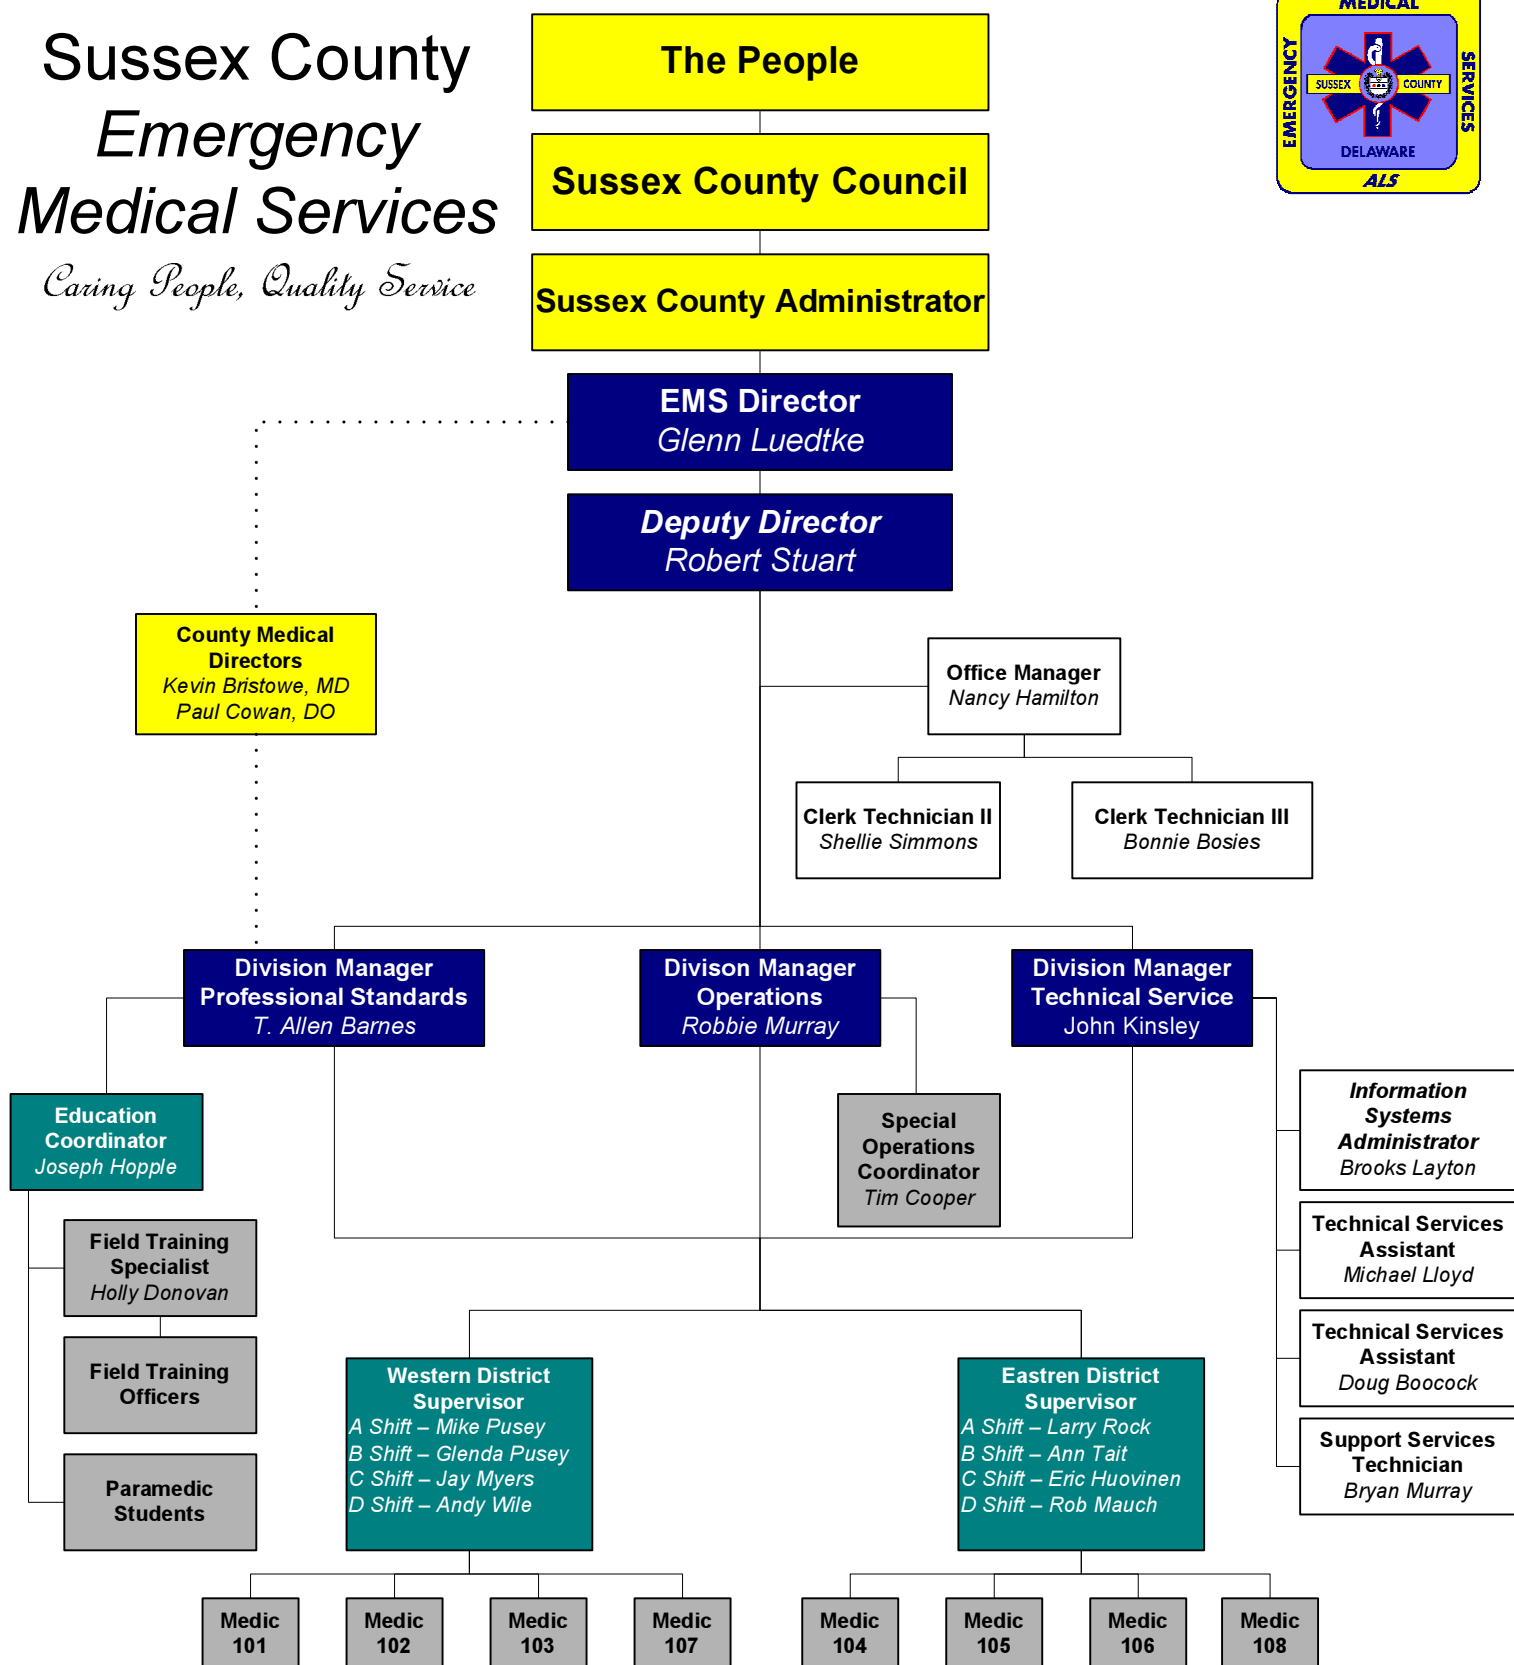 Sussex County
Emergency
Medical Services
Caring People, Quality Service
MEDICAL
EMERGENCY
SERVICES
SUSSEX
COUNTY
DELAWARE
ALS
The People
Sussex County Council
Sussex County Administrator
EMS Director
Glenn Luedtke
Deputy Director
Robert Stuart
County Medical
Directors
Kevin Bristowe, MD
Paul Cowan, DO
Office Manager
Nancy Hamilton
Clerk Technician II
Shellie Simmons
Clerk Technician III
Bonnie Bosies
Division Manager
Professional Standards
T. Allen Barnes
Divison Manager
Operations
Robbie Murray
Division Manager
Technical Service
John Kinsley
Education
Coordinator
Joseph Hopple
Special
Operations
Coordinator
Tim Cooper
Information
Systems
Administrator
Brooks Layton
Field Training
Specialist
Holly Donovan
Technical Services
Assistant
Michael Lloyd
Field Training
Officers
Technical Services
Assistant
Doug Boocock
Paramedic
Students
Western District
Supervisor
A Shift – Mike Pusey
B Shift – Glenda Pusey
C Shift – Jay Myers
D Shift – Andy Wile
Eastren District
Supervisor
A Shift – Larry Rock
B Shift – Ann Tait
C Shift – Eric Huovinen
D Shift – Rob Mauch
Support Services
Technician
Bryan Murray
Medic
101
Medic
102
Medic
103
Medic
107
Medic
104
Medic
105
Medic
106
Medic
108